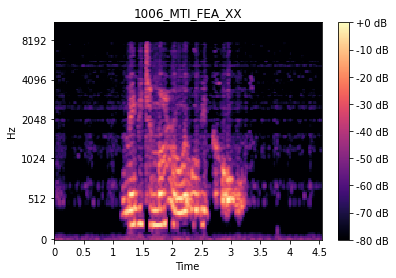 1006_MTI_FEA_XX
8192
4096
2048
1024
512
0
Hz
0 0.5 1 1.5 2 2.5 3 3.5 4 4.5
Time
+0 dB
-10 dB
-20 dB
-30 dB
-40 dB
-50 dB
-60 dB
-70 dB
-80 dB